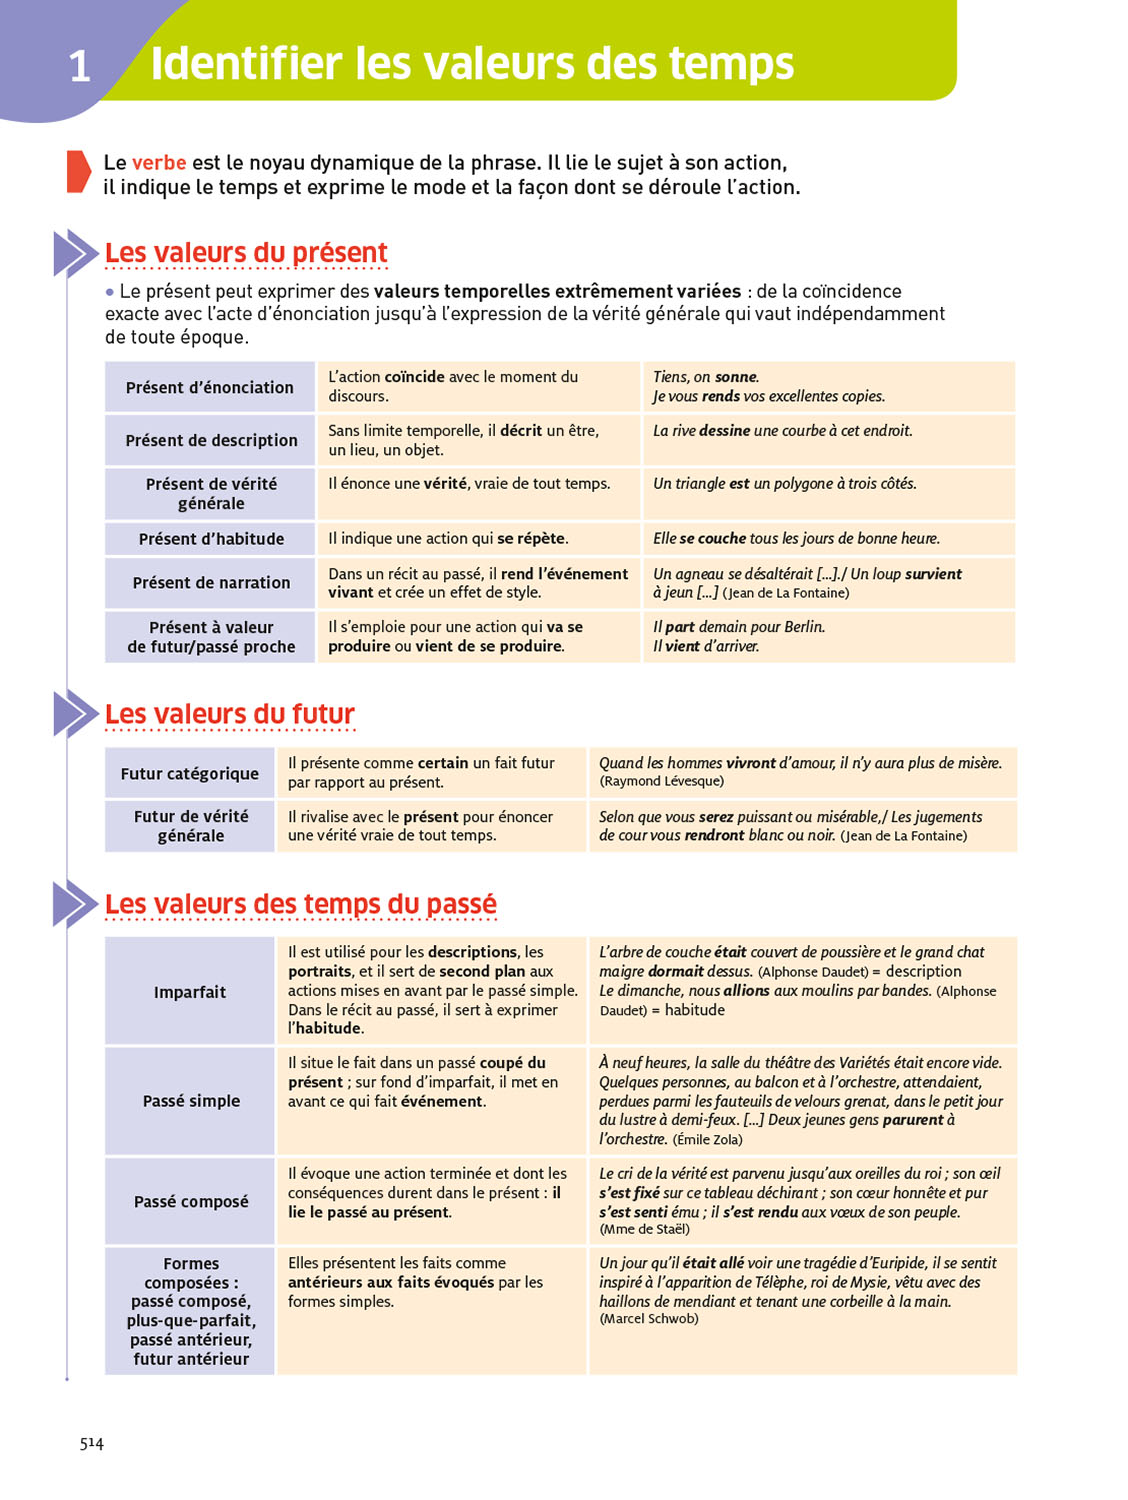 1
Identifier les valeurs des temps
Le verbe est le noyau dynamique de la phrase. Il lie le sujet à son action,
il indique le temps et exprime le mode et la façon dont se déroule l'action.
Les valeurs du présent
• Le présent peut exprimer des valeurs temporelles extrêmement variées : de la coïncidence
exacte avec l'acte d'énonciation jusqu'à l'expression de la vérité générale qui vaut indépendamment
de toute époque.
Présent d'énonciation
L'action coïncide avec le moment du
discours.
Tiens, on sonne.
Je vous rends vos excellentes copies.
Présent de description
Sans limite temporelle, il décrit un être,
un lieu, un objet.
La rive dessine une courbe à cet endroit.
Présent de vérité
générale
Il énonce une vérité, vraie de tout temps.
Un triangle est un polygone à trois côtés.
Présent d'habitude
Il indique une action qui se répète.
Elle se couche tous les jours de bonne heure.
Présent de narration
Dans un récit au passé, il rend l'événement
vivant et crée un effet de style.
Un agneau se désaltérait [...]./ Un loup survient
à jeun [...] (Jean de La Fontaine)
Présent à valeur
de futur/passé proche
Il s'emploie pour une action qui va se
produire ou vient de se produire.
Il part demain pour Berlin.
Il vient d'arriver.
Les valeurs du futur
Futur catégorique
Il présente comme certain un fait futur
par rapport au présent.
Quand les hommes vivront d'amour, il n'y aura plus de misère.
(Raymond Lévesque)
Futur de vérité
générale
Il rivalise avec le présent pour énoncer
une vérité vraie de tout temps.
Selon que vous serez puissant ou misérable,/ Les jugements
de cour vous rendront blanc ou noir. (Jean de La Fontaine)
Les valeurs des temps du passé
Imparfait
Il est utilisé pour les descriptions, les
portraits, et il sert de second plan aux
actions mises en avant par le passé simple.
Dans le récit au passé, il sert à exprimer
l'habitude.
L'arbre de couche était couvert de poussière et le grand chat
maigre dormait dessus. (Alphonse Daudet) = description
Le dimanche, nous allions aux moulins par bandes. (Alphonse
Daudet) = habitude
Passé simple
Il situe le fait dans un passé coupé du
présent ; sur fond d'imparfait, il met en
avant ce qui fait événement.
À neuf heures, la salle du théâtre des Variétés était encore vide.
Quelques personnes, au balcon et à l'orchestre, attendaient,
perdues parmi les fauteuils de velours grenat, dans le petit jour
du lustre à demi-feux. [...] Deux jeunes gens parurent à
l'orchestre. (Émile Zola)
Passé composé
Il évoque une action terminée et dont les
conséquences durent dans le présent : il
lie le passé au présent.
Le cri de la vérité est parvenu jusqu'aux oreilles du roi ; son œil
s'est fixé sur ce tableau déchirant ; son cœur honnête et pur
s'est senti ému ; il s'est rendu aux vœux de son peuple.
(Mme de Staël)
Formes
composées :
passé composé,
plus-que-parfait,
passé antérieur,
futur antérieur
Elles présentent les faits comme
antérieurs aux faits évoqués par les
formes simples.
Un jour qu'il était allé voir une tragédie d'Euripide, il se sentit
inspiré à l'apparition de Télèphe, roi de Mysie, vêtu avec des
haillons de mendiant et tenant une corbeille à la main.
(Marcel Schwob)
514